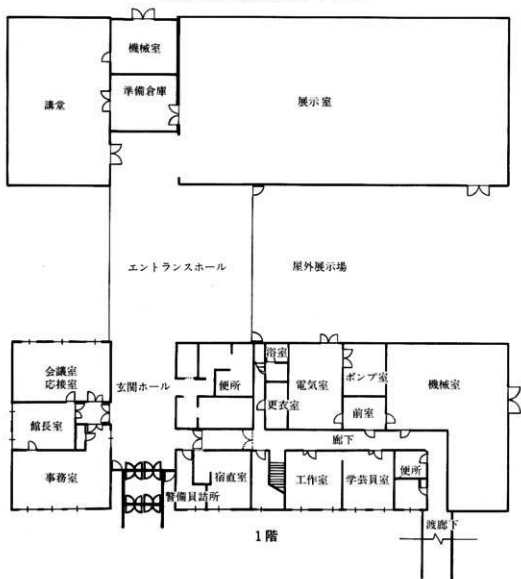 機械室
準備倉庫
講堂
展示室
エントランスホール
屋外展示場
会議室
応接室
玄関ホール
便所
浴室
更衣室
電気室
ポンプ室
前室
機械室
館長室
廊下
事務室
宿直室
警備員詰所
工作室
学芸員室
便所
渡廊下
1階